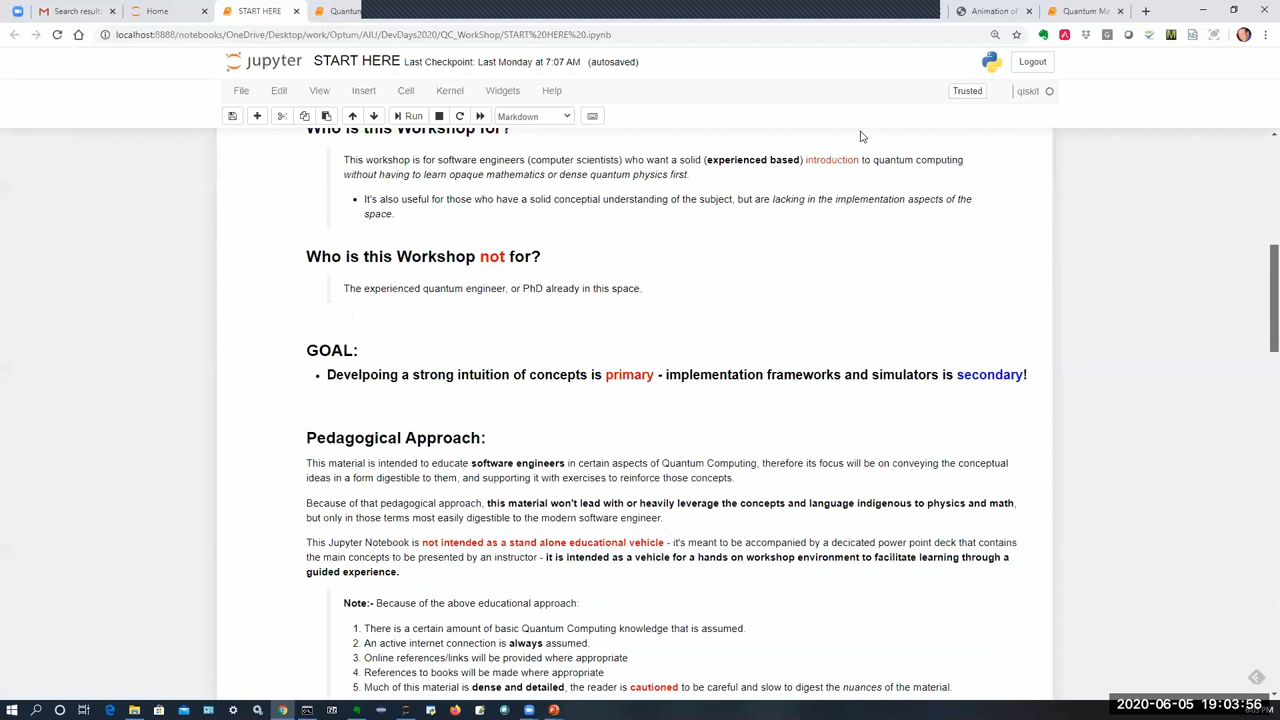 Search results
Home
START HERE
Quantum
Animation of
Quantum Ma
localhost:8888/notebooks/OneDrive/Desktop/work/Optum/AIU/DevDays2020/QC_WorkShop/START%20HERE%20.ipynb
jupyter START HERE Last Checkpoint: Last Monday at 7:07 AM (autosaved)
Logout
File Edit View Insert Cell Kernel Widgets Help
Trusted
qiskit
Run
Markdown
Who is this Workshop for?
This workshop is for software engineers (computer scientists) who want a solid (experienced based) introduction to quantum computing
without having to learn opaque mathematics or dense quantum physics first.
• It's also useful for those who have a solid conceptual understanding of the subject, but are lacking in the implementation aspects of the
space.
Who is this Workshop not for?
The experienced quantum engineer, or PhD already in this space.
GOAL:
• Develpoing a strong intuition of concepts is primary - implementation frameworks and simulators is secondary!
Pedagogical Approach:
This material is intended to educate software engineers in certain aspects of Quantum Computing, therefore its focus will be on conveying the conceptual
ideas in a form digestible to them, and supporting it with exercises to reinforce those concepts.
Because of that pedagogical approach, this material won't lead with or heavily leverage the concepts and language indigenous to physics and math,
but only in those terms most easily digestible to the modern software engineer.
This Jupyter Notebook is not intended as a stand alone educational vehicle - it's meant to be accompanied by a decicated power point deck that contains
the main concepts to be presented by an instructor - it is intended as a vehicle for a hands on workshop environment to facilitate learning through a
guided experience.
Note:- Because of the above educational approach:
1. There is a certain amount of basic Quantum Computing knowledge that is assumed.
2. An active internet connection is always assumed.
3. Online references/links will be provided where appropriate
4. References to books will be made where appropriate
5. Much of this material is dense and detailed, the reader is cautioned to be careful and slow to digest the nuances of the material.
2020-06-05 19:03:56